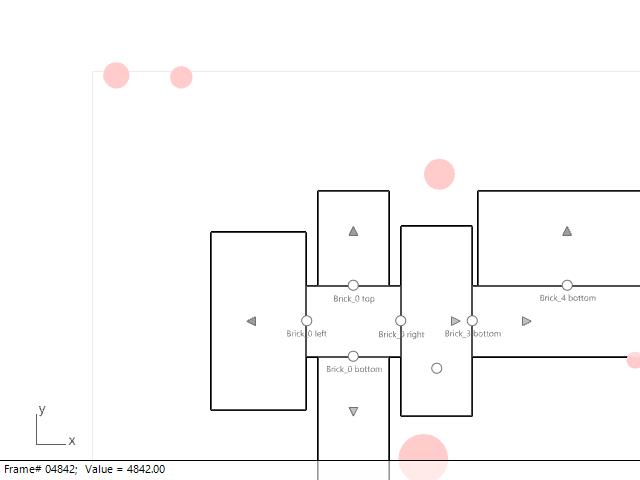 Brick_0 top
Brick_4 bottom
Brick_0 left
Brick_0 right
Brick_3 bottom
Brick_0 bottom
y
x
Frame# 04842; Value = 4842.00